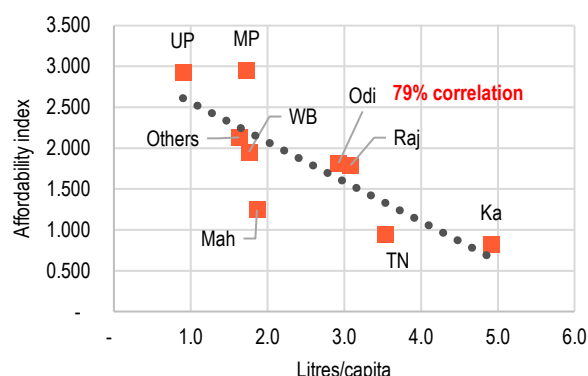 Affordability index
3.500
3.000
2.500
2.000
1.500
1.000
0.500
-
UP
MP
Odi
79% correlation
WB
Others
Raj
Mah
Ka
TN
-
1.0
2.0
3.0
4.0
5.0
6.0
Litres/capita